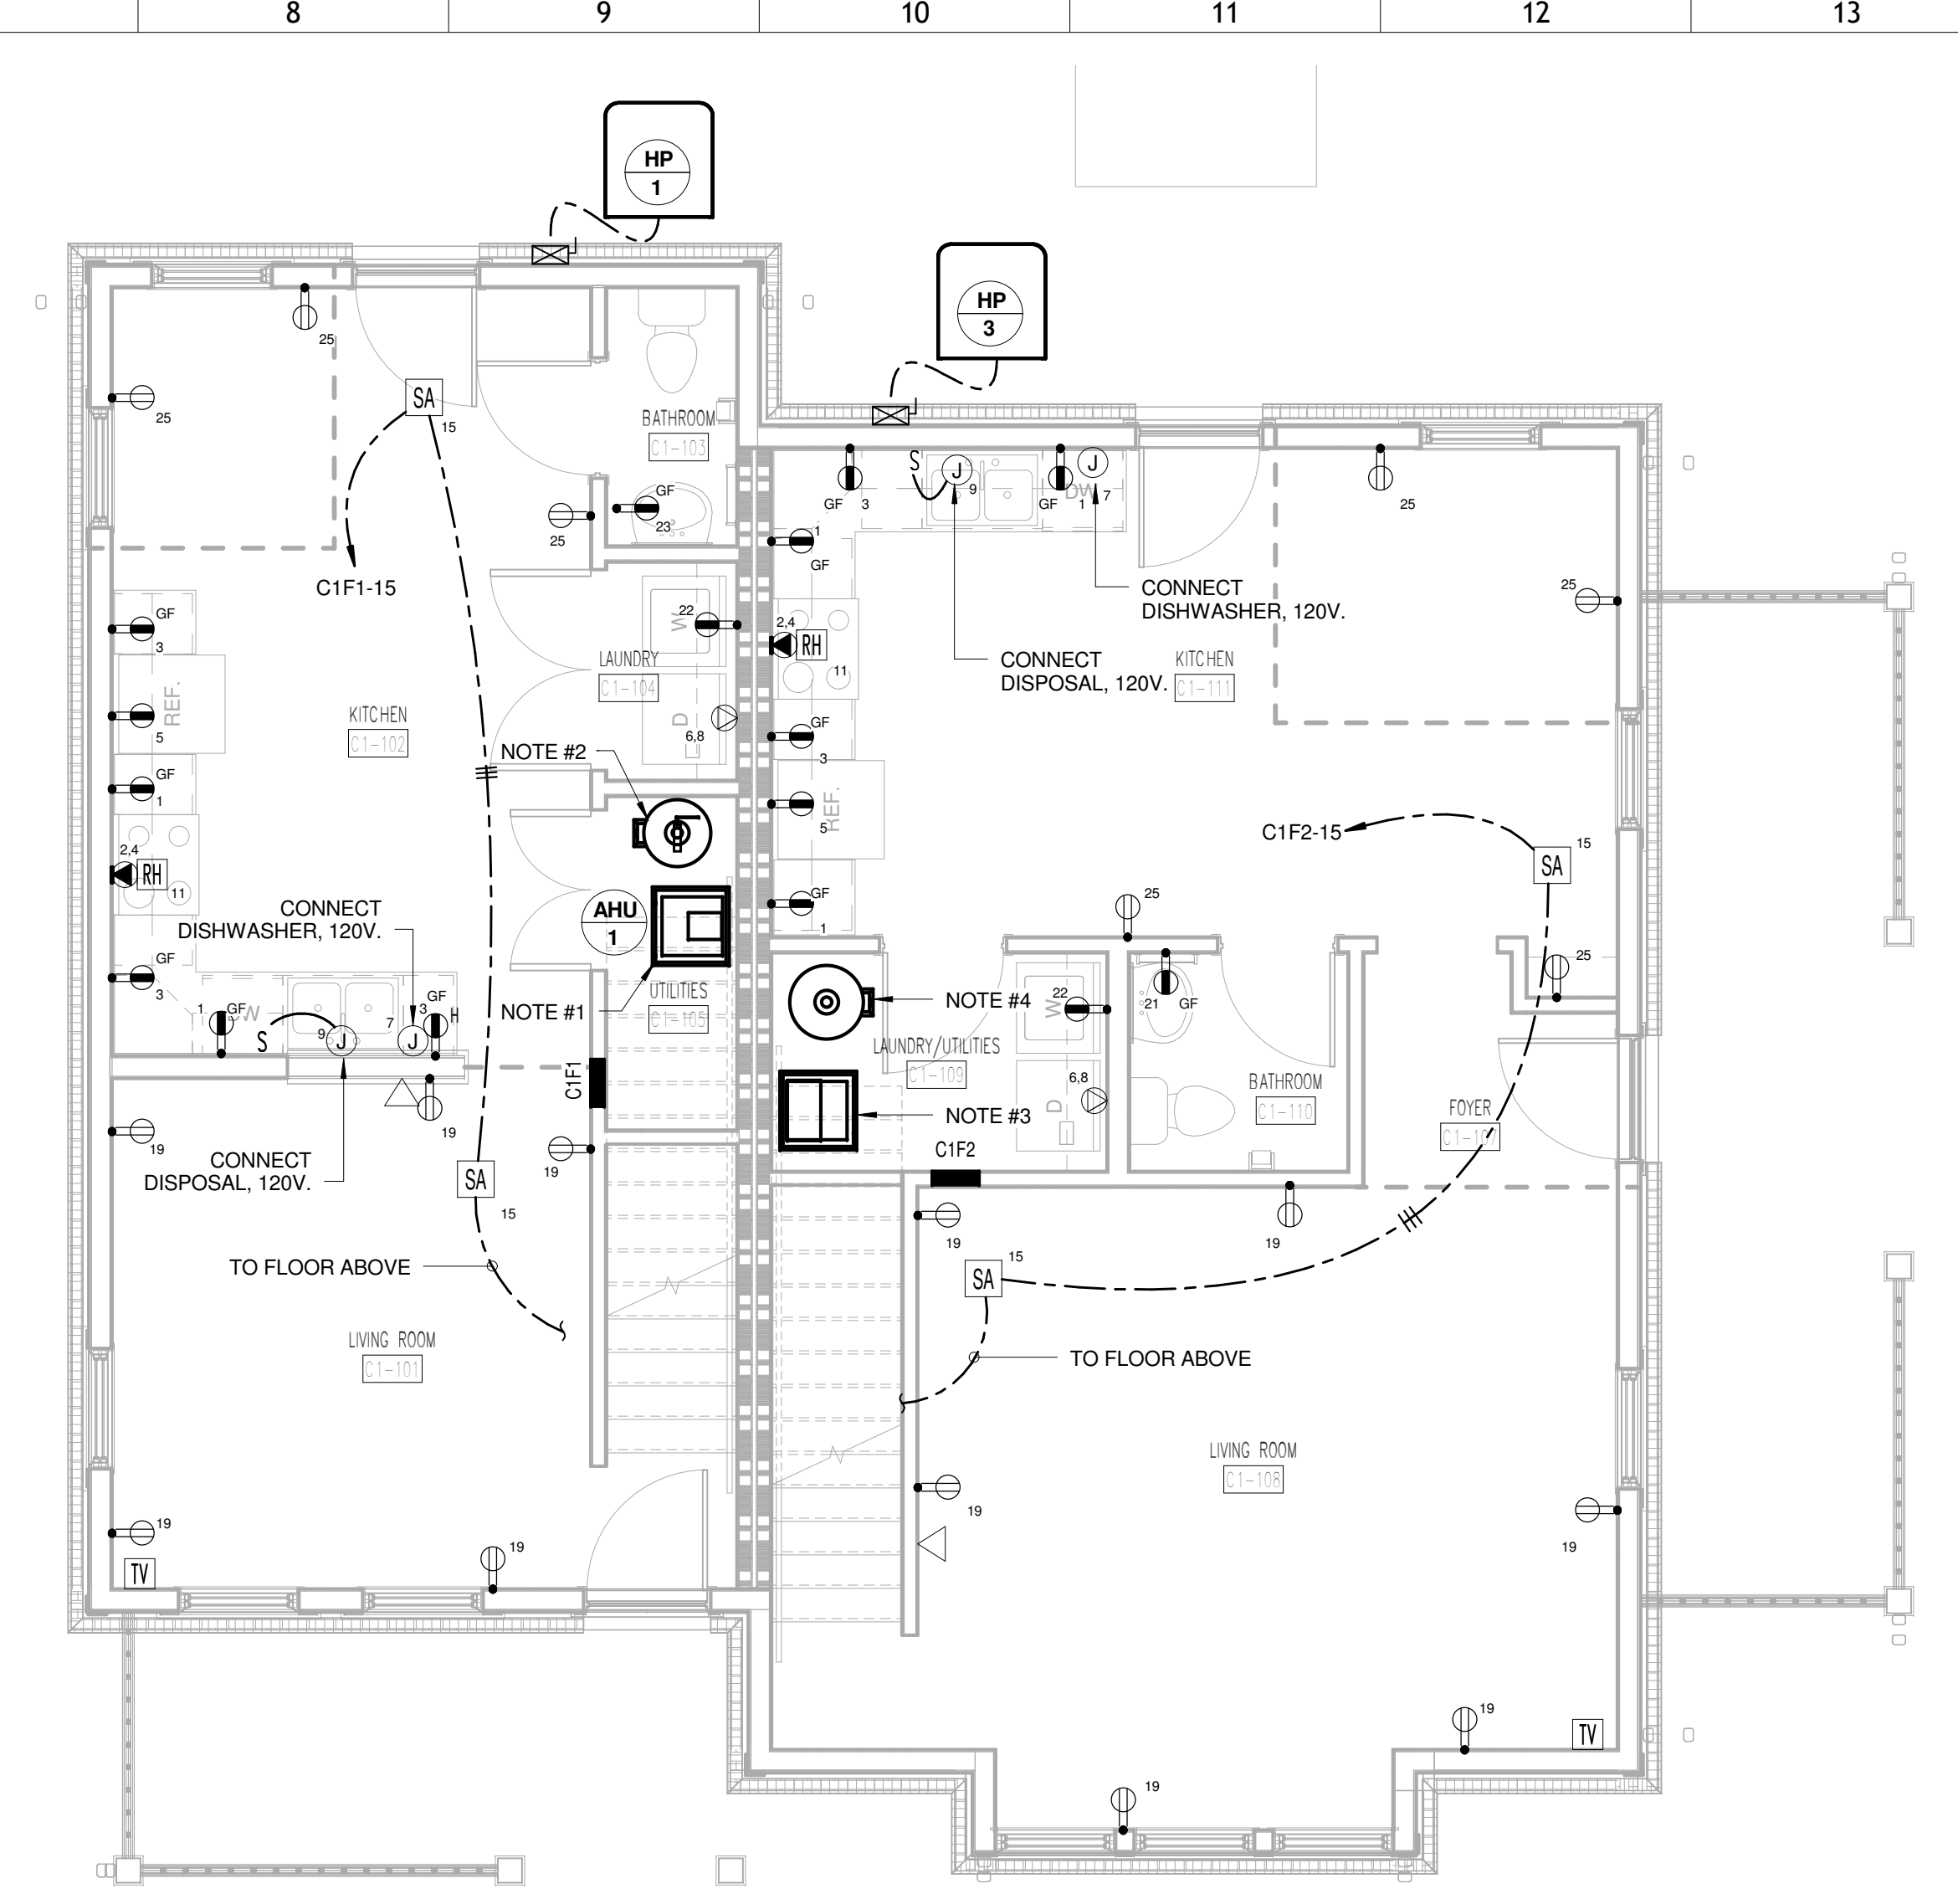 8 9 10 11 12 13
HP
1
HP
3
25
25
SA
15
BATHROOM
C1-103
GF
23
25
C1F1-15
GF
3
REF.
5
GF
1
2,4
RH
11
KITCHEN
C1-102
LAUNDRY
C1-104
W
22
D
6,8
NOTE #2
AHU
1
NOTE #1
UTILITIES
C1-105
CONNECT
DISHWASHER, 120V.
GF
3
1
GF
DW
S
9
J
7
J
GF
3
H
C1F1
19
19
19
CONNECT
DISPOSAL, 120V.
SA
15
TO FLOOR ABOVE
LIVING ROOM
C1-101
19
TV
19
GF
3
S
J
9
GF
1
DW
J
7
25
1
GF
2,4
RH
11
CONNECT
DISHWASHER, 120V.
CONNECT
DISPOSAL, 120V.
KITCHEN
C1-111
25
GF
3
REF.
5
GF
1
C1F2-15
SA
15
25
25
NOTE #4
W
22
21
GF
LAUNDRY/UTILITIES
C1-109
D
6,8
NOTE #3
C1F2
BATHROOM
C1-110
FOYER
C1-107
19
19
SA
15
TO FLOOR ABOVE
LIVING ROOM
C1-108
19
19
19
TV
19